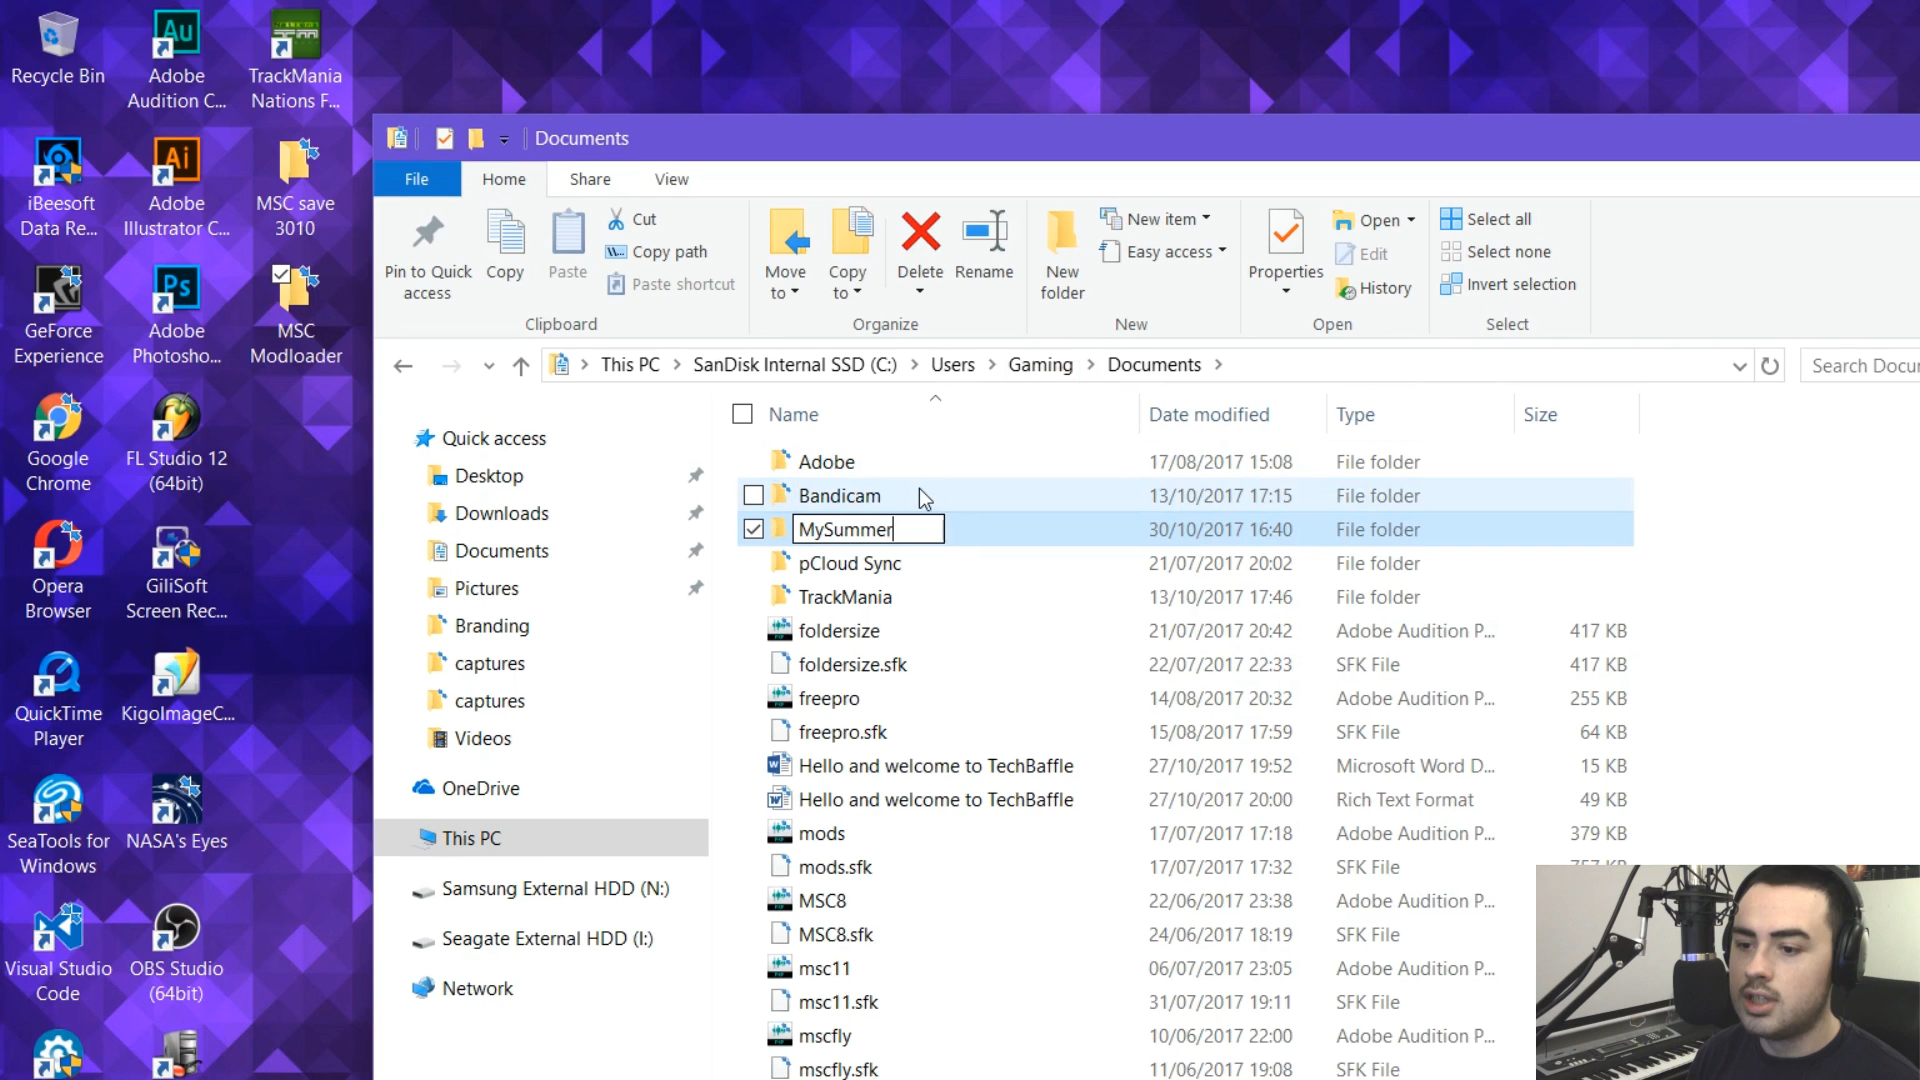 Recycle Bin
Adobe
Audition C...
TrackMania
Nations F...
iBeesoft
Data Re...
Adobe
Illustrator C...
MSC save
3010
GeForce
Experience
Adobe
Photosho...
MSC
Modloader
Google
Chrome
FL Studio 12
(64bit)
Opera
Browser
GiliSoft
Screen Rec...
QuickTime
Player
KigoImageC...
SeaTools for
Windows
NASA's Eyes
Visual Studio
Code
OBS Studio
(64bit)
Au
Ai
Ps
Documents
File
Home
Share
View
Pin to Quick
access
Copy
Paste
Cut
Copy path
Paste shortcut
Clipboard
Move
to
Copy
to
Delete
Rename
Organize
New
folder
New item
Easy access
New
Properties
Open
Edit
History
Open
Select all
Select none
Invert selection
Select
This PC
SanDisk Internal SSD (C:)
Users
Gaming
Documents
Search Docu
Quick access
Desktop
Downloads
Documents
Pictures
Branding
captures
captures
Videos
OneDrive
This PC
Samsung External HDD (N:)
Seagate External HDD (I:)
Network
Name Date modified Type Size
Adobe 17/08/2017 15:08 File folder
Bandicam 13/10/2017 17:15 File folder
MySummer 30/10/2017 16:40 File folder
pCloud Sync 21/07/2017 20:02 File folder
TrackMania 13/10/2017 17:46 File folder
foldersize 21/07/2017 20:42 Adobe Audition P... 417 KB
foldersize.sfk 22/07/2017 22:33 SFK File 417 KB
freepro 14/08/2017 20:32 Adobe Audition P... 255 KB
freepro.sfk 15/08/2017 17:59 SFK File 64 KB
Hello and welcome to TechBaffle 27/10/2017 19:52 Microsoft Word D... 15 KB
Hello and welcome to TechBaffle 27/10/2017 20:00 Rich Text Format 49 KB
mods 17/07/2017 17:18 Adobe Audition P... 379 KB
mods.sfk 17/07/2017 17:32 SFK File
MSC8 22/06/2017 23:38 Adobe Audition P...
MSC8.sfk 24/06/2017 18:19 SFK File
msc11 06/07/2017 23:05 Adobe Audition P...
msc11.sfk 31/07/2017 19:11 SFK File
mscfly 10/06/2017 22:00 Adobe Audition P...
mscfly.sfk 11/06/2017 19:08 SFK File